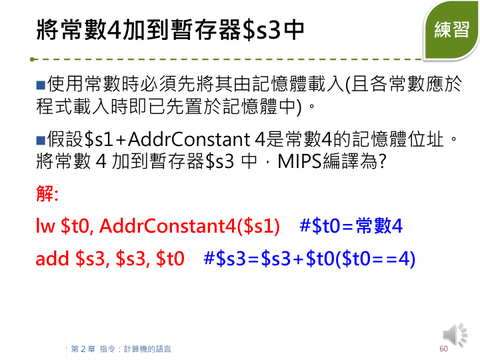 將常數4加到暫存器$s3中
練習
■使用常數時必須先將其由記憶體載入(且各常數應於
程式載入時即已先置於記憶體中)。
■假設$s1+AddrConstant 4是常數4的記憶體位址。
將常數 4 加到暫存器$s3 中，MIPS編譯為?
解:
lw $t0, AddrConstant4($s1) #$t0=常數4
add $s3, $s3, $t0 #$s3=$s3+$t0($t0==4)
第 2 章 指令：計算機的語言
60